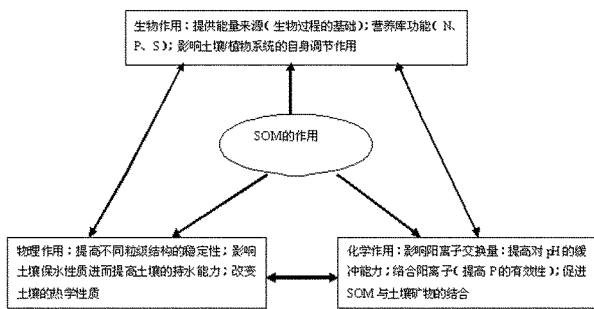 生物作用：提供能量来源（生物过程的基础）；营养库功能（N、
P、S）；影响土壤/植物系统的自身调节作用
SOM的作用
物理作用：提高不同粒级结构的稳定性；影响
土壤保水性质进而提高土壤的持水能力；改变
土壤的热学性质
化学作用：影响阳离子交换量；提高对 pH 的缓
冲能力；络合阳离子（提高 P 的有效性）；促进
SOM 与土壤矿物的结合